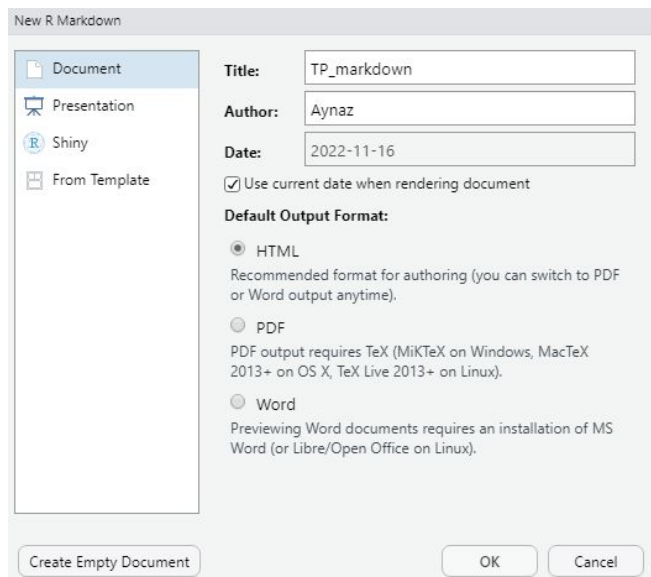 New R Markdown
Document
Presentation
R Shiny
From Template
Title: TP_markdown
Author: Aynaz
Date: 2022-11-16
Use current date when rendering document
Default Output Format:
HTML
Recommended format for authoring (you can switch to PDF
or Word output anytime).
PDF
PDF output requires TeX (MiKTeX on Windows, MacTeX
2013+ on OS X, TeX Live 2013+ on Linux).
Word
Previewing Word documents requires an installation of MS
Word (or Libre/Open Office on Linux).
Create Empty Document
OK
Cancel